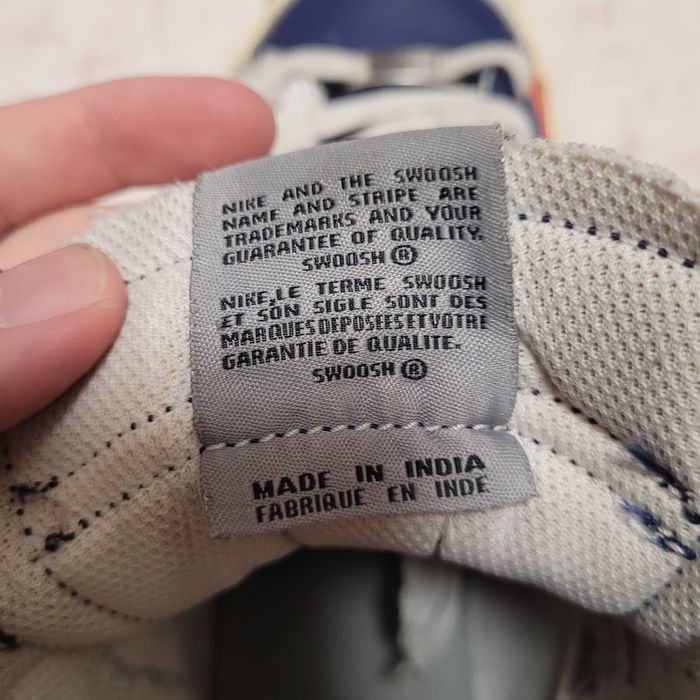 NIKE AND THE SWOOSH
NAME AND STRIPE ARE
TRADEMARKS AND YOUR
GUARANTEE OF QUALITY.
SWOOSH ®
NIKE,LE TERME SWOOSH
ET SON SIGLE SONT DES
MARQUES DEPOSEES ET VOTRE
GARANTIE DE QUALITE.
SWOOSH ®
MADE IN INDIA
FABRIQUE EN INDE